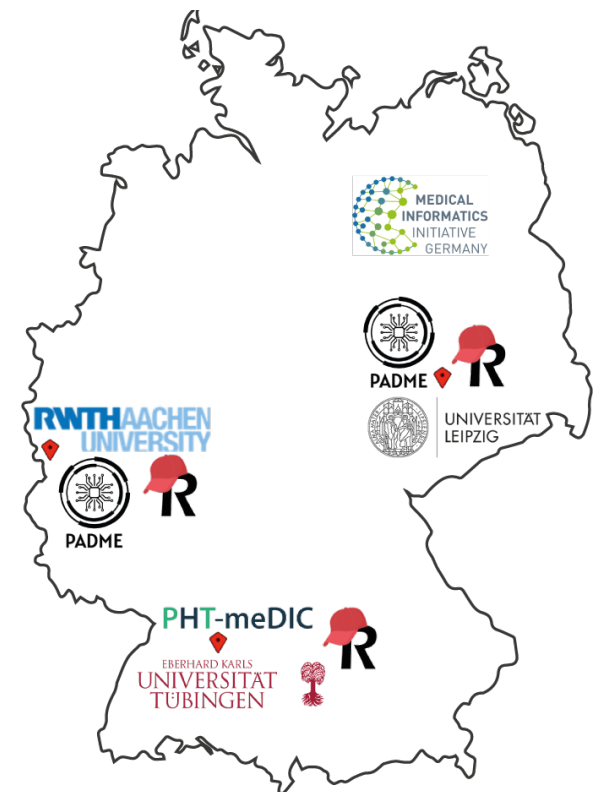 MEDICAL
INFORMATICS
INITIATIVE
GERMANY
PADME
R
UNIVERSITÄT
LEIPZIG
RWTHAACHEN
UNIVERSITY
PADME
R
PHT-meDIC
R
EBERHARD KARLS
UNIVERSITÄT
TÜBINGEN